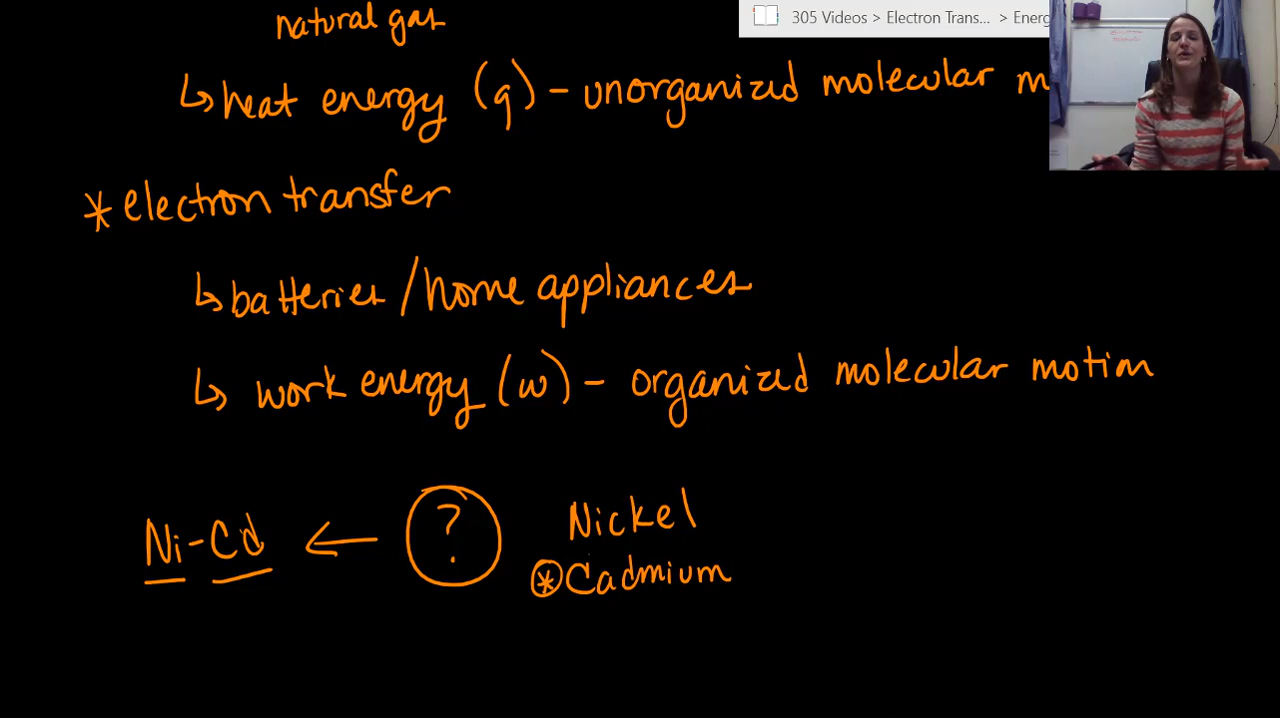 natural gas
305 Videos > Electron Trans... > Energ
↳ heat energy (q) - unorganized molecular m
* electron transfer
↳ batteries / home appliances
↳ work energy (w) - organized molecular motion
Ni-Cd ← ? Nickel
* Cadmium